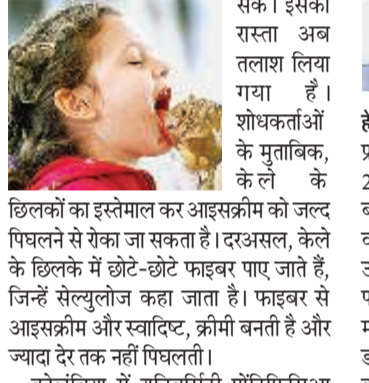 सके। इसका
रास्ता अब
तलाश लिया
गया है।
शोधकर्ताओं
के मुताबिक,
केले के
छिलकों का इस्तेमाल कर आइसक्रीम को जल्द
पिघलने से रोका जा सकता है। दरअसल, केले
के छिलके में छोटे-छोटे फाइबर पाए जाते हैं,
जिन्हें सेल्युलोज कहा जाता है। फाइबर से
आइसक्रीम और स्वादिष्ट, क्रीमी बनती है और
ज्यादा देर तक नहीं पिघलती।